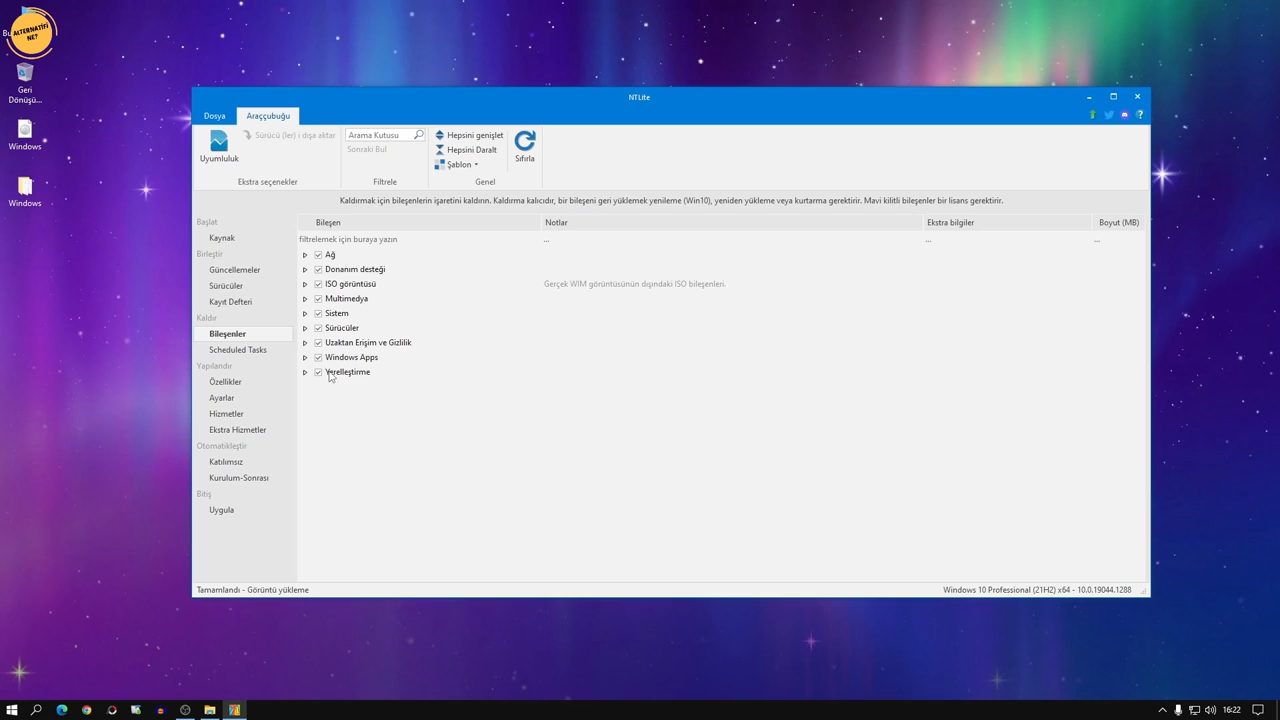 ALTERNATİFİ
NE?
Geri
Dönüşü...
Windows
Windows
NTLite
Dosya
Araççubuğu
Uyumluluk
Sürücü (ler) i dışa aktar
Ekstra seçenekler
Arama Kutusu
Sonraki Bul
Filtrele
Hepsini genişlet
Hepsini Daralt
Şablon
Genel
Sıfırla
Kaldırmak için bileşenlerin işaretini kaldırın. Kaldırma kalıcıdır, bir bileşeni geri yüklemek yenileme (Win10), yeniden yükleme veya kurtarma gerektirir. Mavi kilitli bileşenler bir lisans gerektirir.
Başlat
Kaynak
Birleştir
Güncellemeler
Sürücüler
Kayıt Defteri
Kaldır
Bileşenler
Scheduled Tasks
Yapılandır
Özellikler
Ayarlar
Hizmetler
Ekstra Hizmetler
Otomatikleştir
Katılımsız
Kurulum-Sonrası
Bitiş
Uygula
Bileşen Notlar Ekstra bilgiler Boyut (MB)
filtrelemek için buraya yazın ... ... ...
Ağ
Donanım desteği
ISO görüntüsü Gerçek WIM görüntüsünün dışındaki ISO bileşenleri.
Multimedya
Sistem
Sürücüler
Uzaktan Erişim ve Gizlilik
Windows Apps
Yerelleştirme
Tamamlandı - Görüntü yükleme
Windows 10 Professional (21H2) x64 - 10.0.19044.1288
16:22